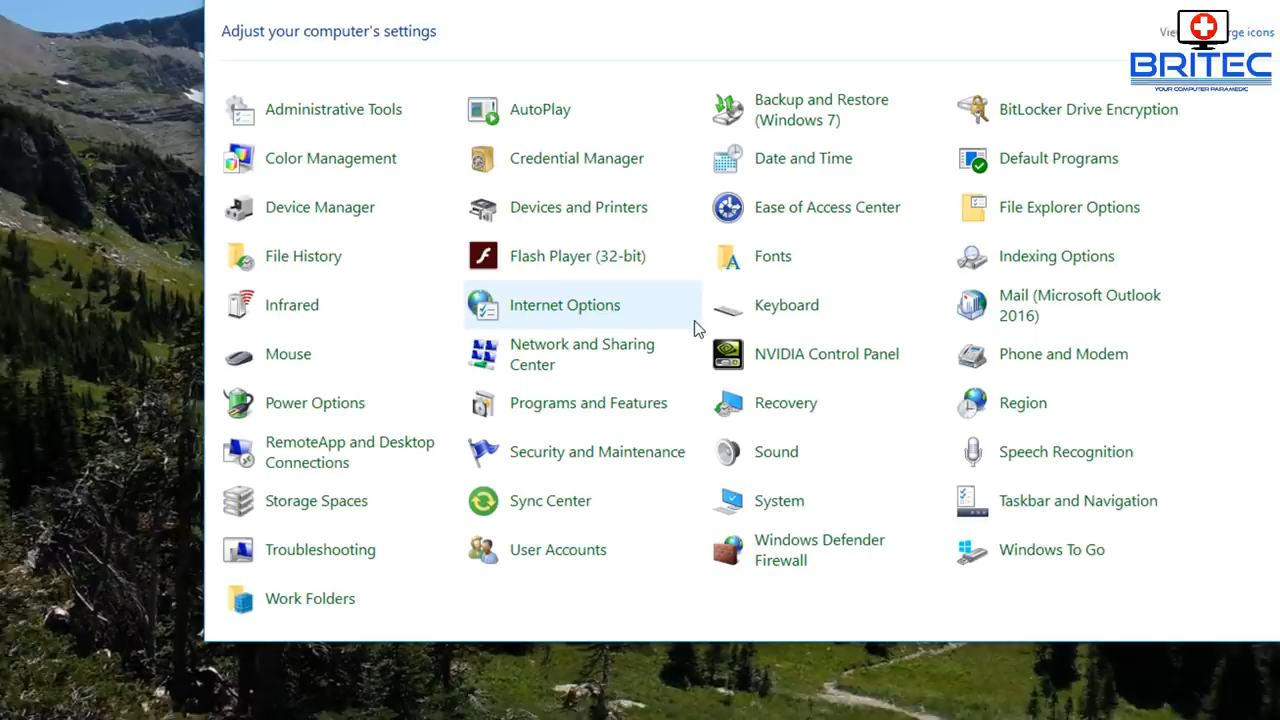 Adjust your computer's settings
BRITEC
YOUR COMPUTER PARAMEDIC
Administrative Tools
AutoPlay
Backup and Restore
(Windows 7)
BitLocker Drive Encryption
Color Management
Credential Manager
Date and Time
Default Programs
Device Manager
Devices and Printers
Ease of Access Center
File Explorer Options
File History
Flash Player (32-bit)
Fonts
Indexing Options
Infrared
Internet Options
Keyboard
Mail (Microsoft Outlook
2016)
Mouse
Network and Sharing
Center
NVIDIA Control Panel
Phone and Modem
Power Options
Programs and Features
Recovery
Region
RemoteApp and Desktop
Connections
Security and Maintenance
Sound
Speech Recognition
Storage Spaces
Sync Center
System
Taskbar and Navigation
Troubleshooting
User Accounts
Windows Defender
Firewall
Windows To Go
Work Folders